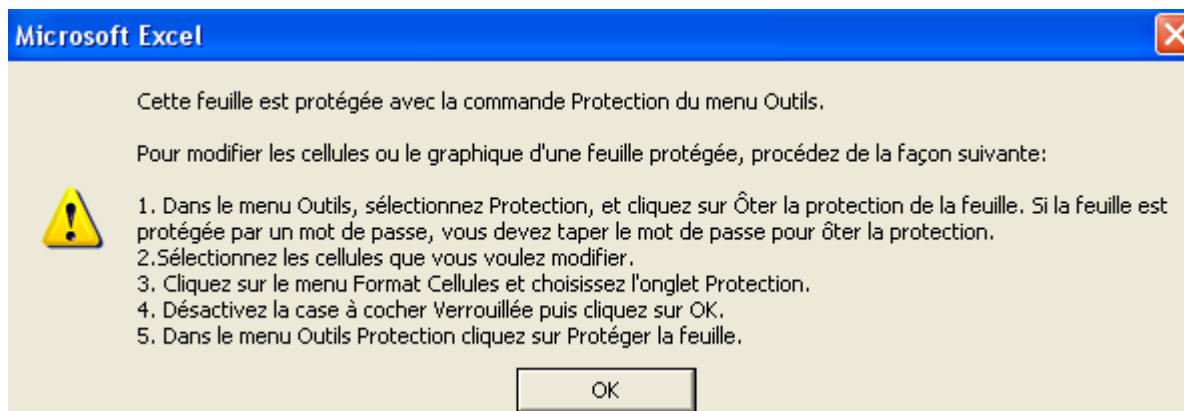 Microsoft Excel
Cette feuille est protégée avec la commande Protection du menu Outils.
Pour modifier les cellules ou le graphique d'une feuille protégée, procédez de la façon suivante:
1. Dans le menu Outils, sélectionnez Protection, et cliquez sur Ôter la protection de la feuille. Si la feuille est
protégée par un mot de passe, vous devez taper le mot de passe pour ôter la protection.
2.Sélectionnez les cellules que vous voulez modifier.
3. Cliquez sur le menu Format Cellules et choisissez l'onglet Protection.
4. Désactivez la case à cocher Verrouillée puis cliquez sur OK.
5. Dans le menu Outils Protection cliquez sur Protéger la feuille.
OK